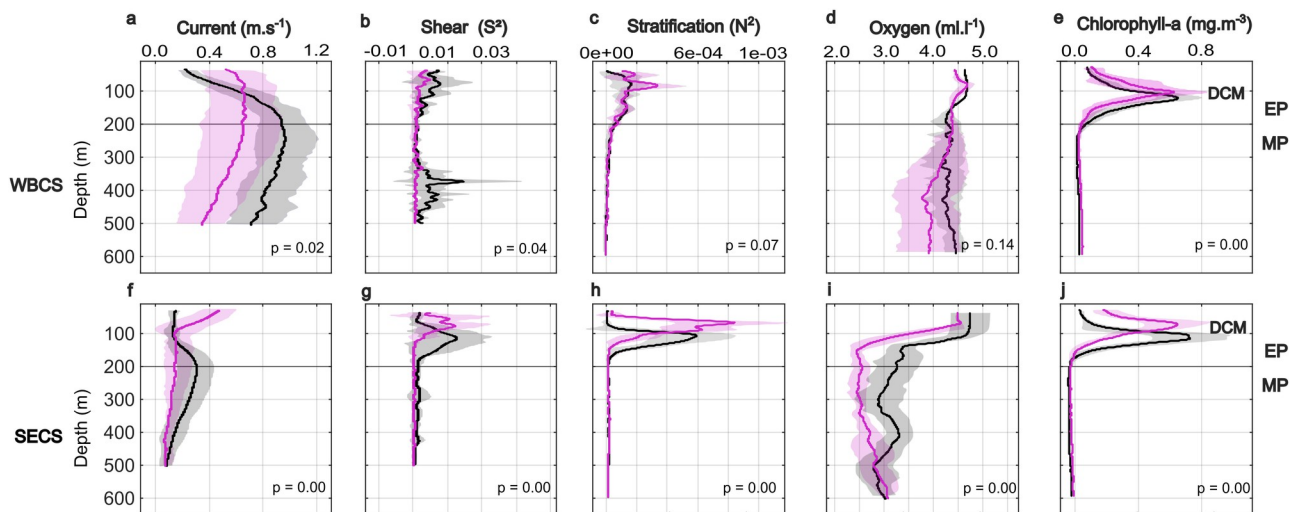 a
Current (m.s⁻¹)
0.0 0.4 0.8 1.2
b
Shear (S²)
-0.01 0.01 0.03
c
Stratification (N²)
0e+00 6e-04 1e-03
d
Oxygen (ml.l⁻¹)
2.0 3.0 4.0 5.0
e
Chlorophyll-a (mg.m⁻³)
0.0 0.4 0.8
WBCS
Depth (m)
100
200
300
400
500
600
p = 0.02
p = 0.04
p = 0.07
p = 0.14
p = 0.00
DCM
EP
MP
f
g
h
i
j
SECS
Depth (m)
100
200
300
400
500
600
p = 0.00
p = 0.00
p = 0.00
p = 0.00
p = 0.00
DCM
EP
MP